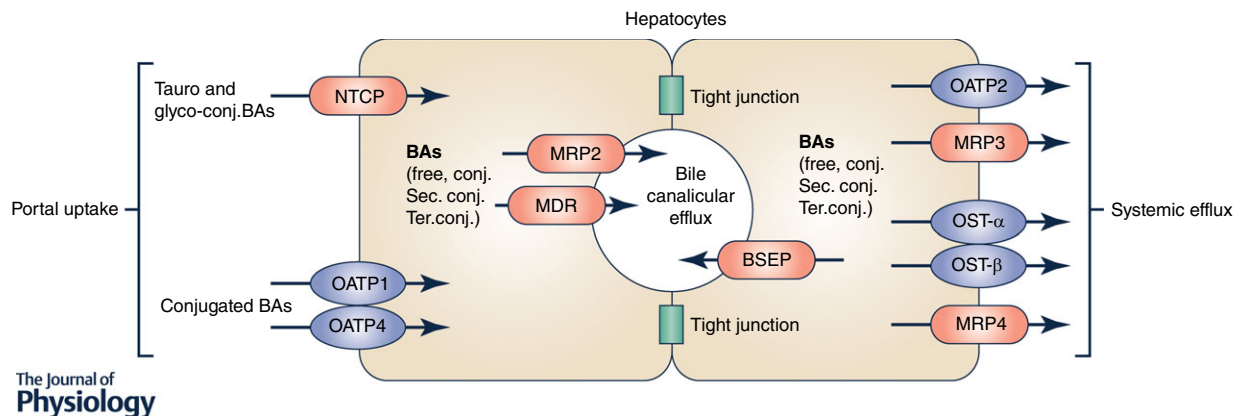 Hepatocytes
Tauro and
glyco-conj.BAs
NTCP
Tight junction
OATP2
MRP3
BAs
(free, conj.
Sec. conj.
Ter.conj.)
MRP2
MDR
Bile
canalicular
efflux
BAs
(free, conj.
Sec. conj.
Ter.conj.)
Portal uptake
OST-α
OST-β
Systemic efflux
BSEP
Conjugated BAs
OATP1
OATP4
Tight junction
MRP4
The Journal of
Physiology